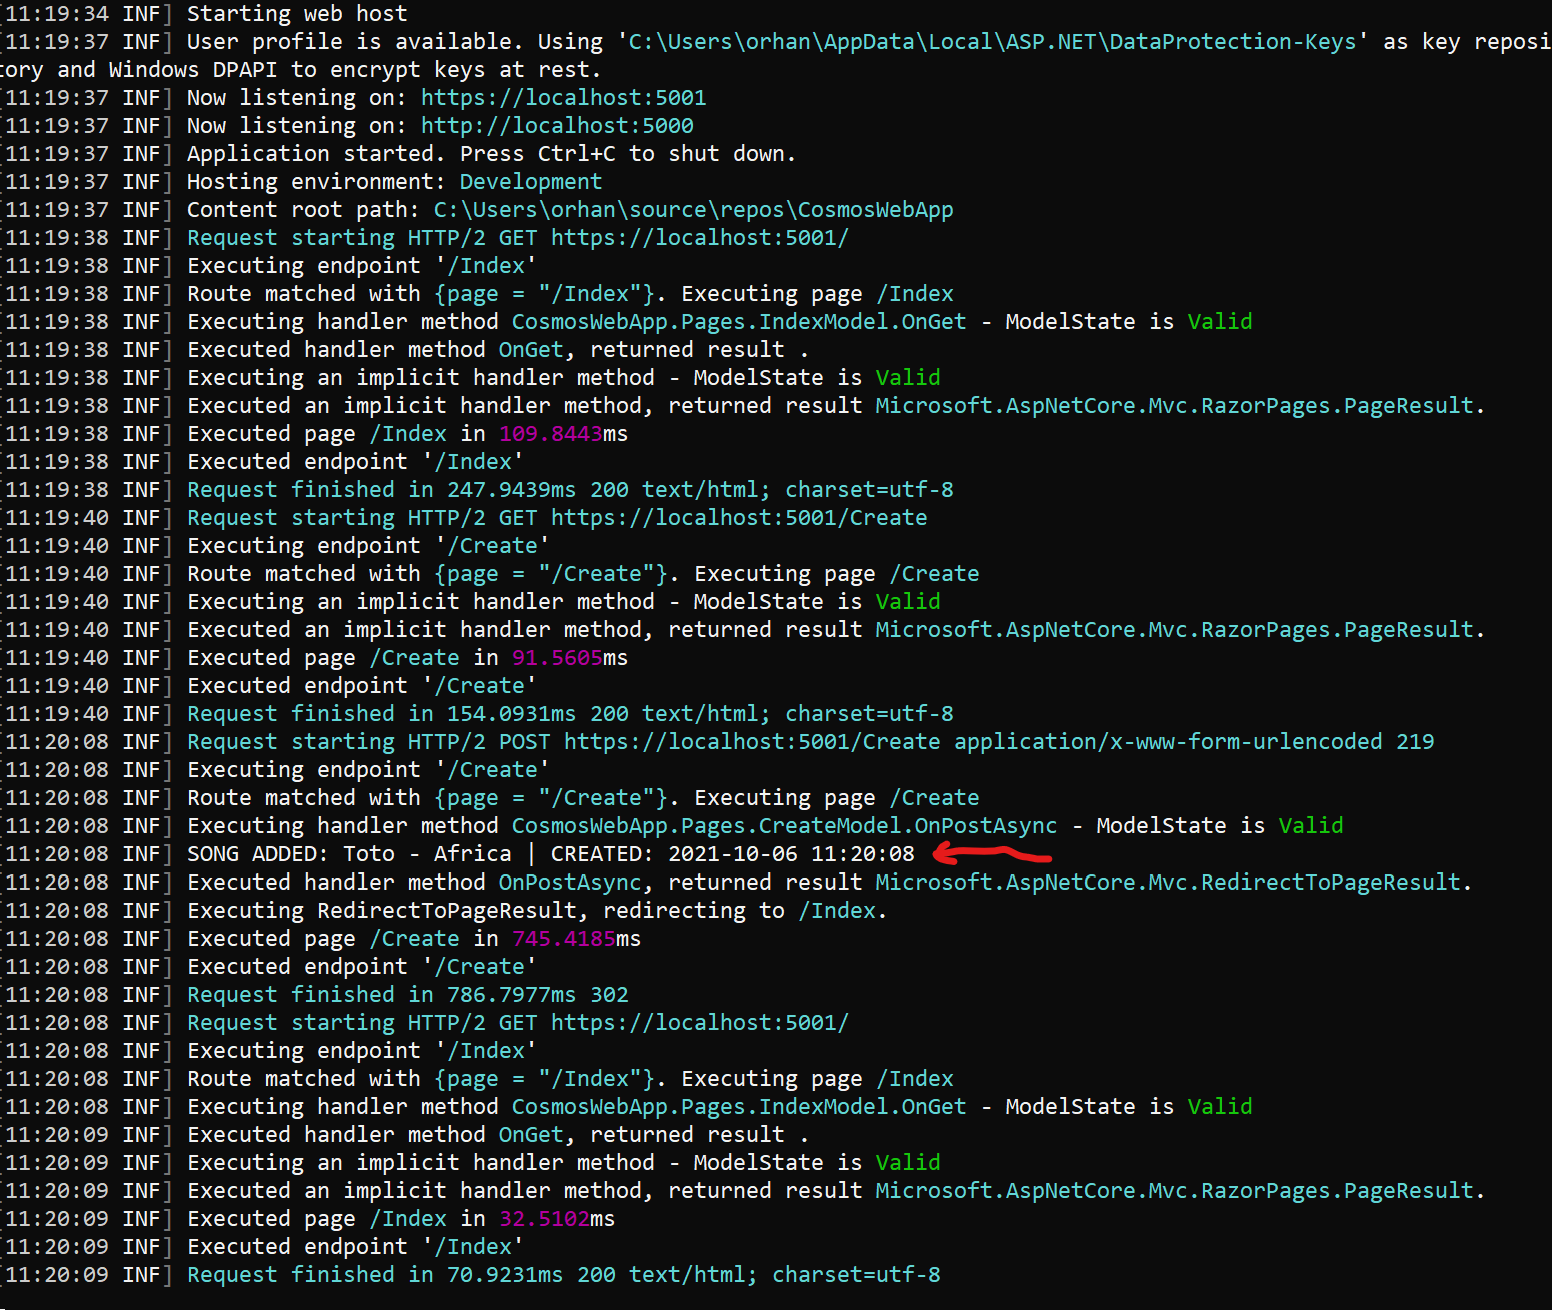 [11:19:34 INF] Starting web host
[11:19:37 INF] User profile is available. Using 'C:\Users\orhan\AppData\Local\ASP.NET\DataProtection-Keys' as key reposi
tory and Windows DPAPI to encrypt keys at rest.
[11:19:37 INF] Now listening on: https://localhost:5001
[11:19:37 INF] Now listening on: http://localhost:5000
[11:19:37 INF] Application started. Press Ctrl+C to shut down.
[11:19:37 INF] Hosting environment: Development
[11:19:37 INF] Content root path: C:\Users\orhan\source\repos\CosmosWebApp
[11:19:38 INF] Request starting HTTP/2 GET https://localhost:5001/
[11:19:38 INF] Executing endpoint '/Index'
[11:19:38 INF] Route matched with {page = "/Index"}. Executing page /Index
[11:19:38 INF] Executing handler method CosmosWebApp.Pages.IndexModel.OnGet - ModelState is Valid
[11:19:38 INF] Executed handler method OnGet, returned result .
[11:19:38 INF] Executing an implicit handler method - ModelState is Valid
[11:19:38 INF] Executed an implicit handler method, returned result Microsoft.AspNetCore.Mvc.RazorPages.PageResult.
[11:19:38 INF] Executed page /Index in 109.8443ms
[11:19:38 INF] Executed endpoint '/Index'
[11:19:38 INF] Request finished in 247.9439ms 200 text/html; charset=utf-8
[11:19:40 INF] Request starting HTTP/2 GET https://localhost:5001/Create
[11:19:40 INF] Executing endpoint '/Create'
[11:19:40 INF] Route matched with {page = "/Create"}. Executing page /Create
[11:19:40 INF] Executing an implicit handler method - ModelState is Valid
[11:19:40 INF] Executed an implicit handler method, returned result Microsoft.AspNetCore.Mvc.RazorPages.PageResult.
[11:19:40 INF] Executed page /Create in 91.5605ms
[11:19:40 INF] Executed endpoint '/Create'
[11:19:40 INF] Request finished in 154.0931ms 200 text/html; charset=utf-8
[11:20:08 INF] Request starting HTTP/2 POST https://localhost:5001/Create application/x-www-form-urlencoded 219
[11:20:08 INF] Executing endpoint '/Create'
[11:20:08 INF] Route matched with {page = "/Create"}. Executing page /Create
[11:20:08 INF] Executing handler method CosmosWebApp.Pages.CreateModel.OnPostAsync - ModelState is Valid
[11:20:08 INF] SONG ADDED: Toto - Africa | CREATED: 2021-10-06 11:20:08
[11:20:08 INF] Executed handler method OnPostAsync, returned result Microsoft.AspNetCore.Mvc.RedirectToPageResult.
[11:20:08 INF] Executing RedirectToPageResult, redirecting to /Index.
[11:20:08 INF] Executed page /Create in 745.4185ms
[11:20:08 INF] Executed endpoint '/Create'
[11:20:08 INF] Request finished in 786.7977ms 302
[11:20:08 INF] Request starting HTTP/2 GET https://localhost:5001/
[11:20:08 INF] Executing endpoint '/Index'
[11:20:08 INF] Route matched with {page = "/Index"}. Executing page /Index
[11:20:08 INF] Executing handler method CosmosWebApp.Pages.IndexModel.OnGet - ModelState is Valid
[11:20:09 INF] Executed handler method OnGet, returned result .
[11:20:09 INF] Executing an implicit handler method - ModelState is Valid
[11:20:09 INF] Executed an implicit handler method, returned result Microsoft.AspNetCore.Mvc.RazorPages.PageResult.
[11:20:09 INF] Executed page /Index in 32.5102ms
[11:20:09 INF] Executed endpoint '/Index'
[11:20:09 INF] Request finished in 70.9231ms 200 text/html; charset=utf-8